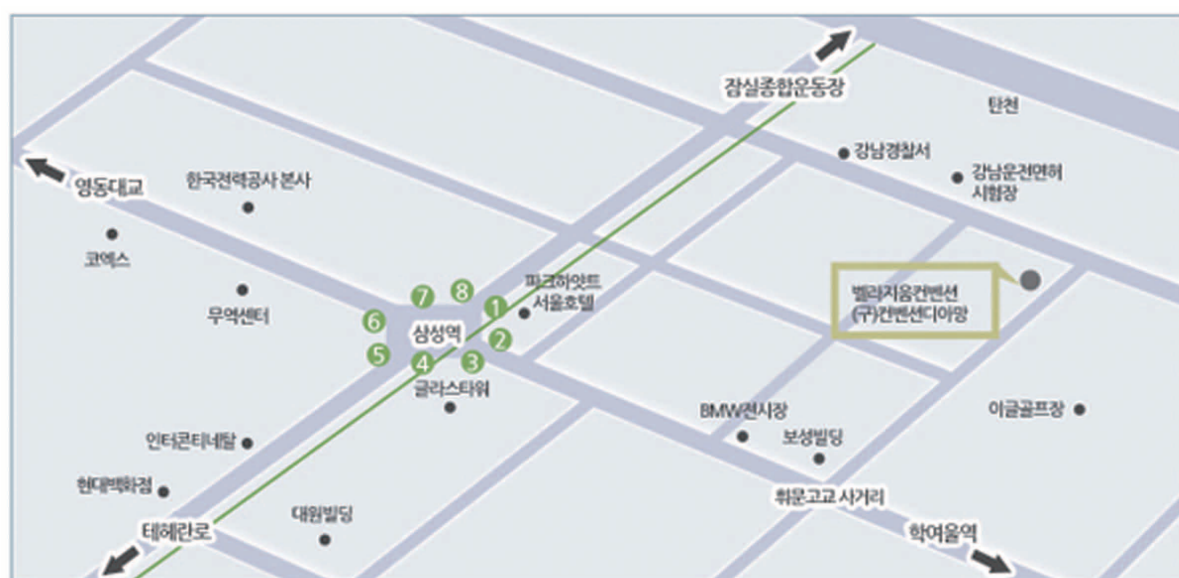 잠실종합운동장
탄천
강남경찰서
강남운전면허
시험장
영동대교
한국전력공사 본사
코엑스
무역센터
파크하얏트
서울호텔
벨라지움컨벤션
(구)컨벤션디아망
7
8
1
6
삼성역
2
5
4
3
글라스타워
BMW전시장
보성빌딩
이글골프장
인터콘티네탈
현대백화점
휘문고교 사거리
대원빌딩
테헤란로
학여울역